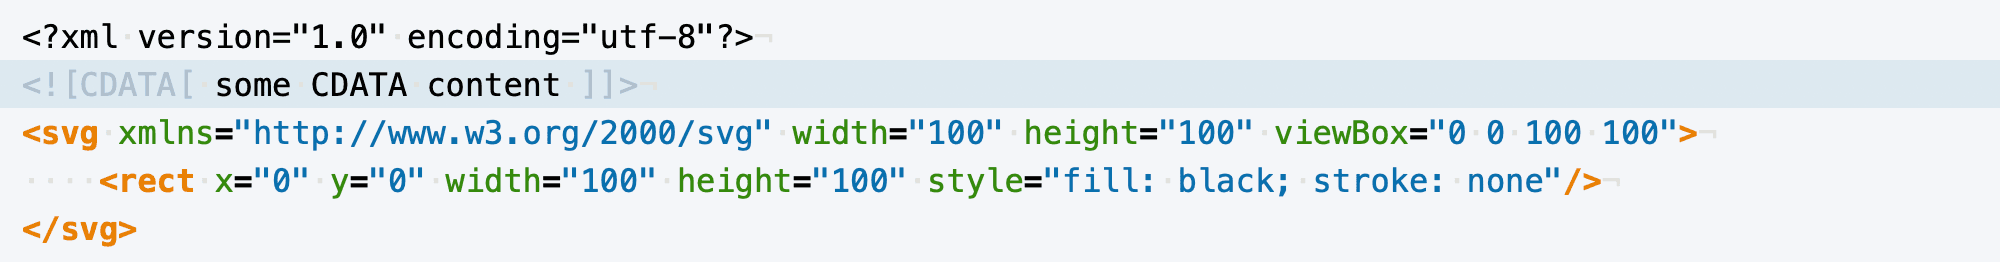 <?xml version="1.0" encoding="utf-8"?>
<![CDATA[ some CDATA content ]]>
<svg xmlns="http://www.w3.org/2000/svg" width="100" height="100" viewBox="0 0 100 100">
    <rect x="0" y="0" width="100" height="100" style="fill: black; stroke: none"/>
</svg>